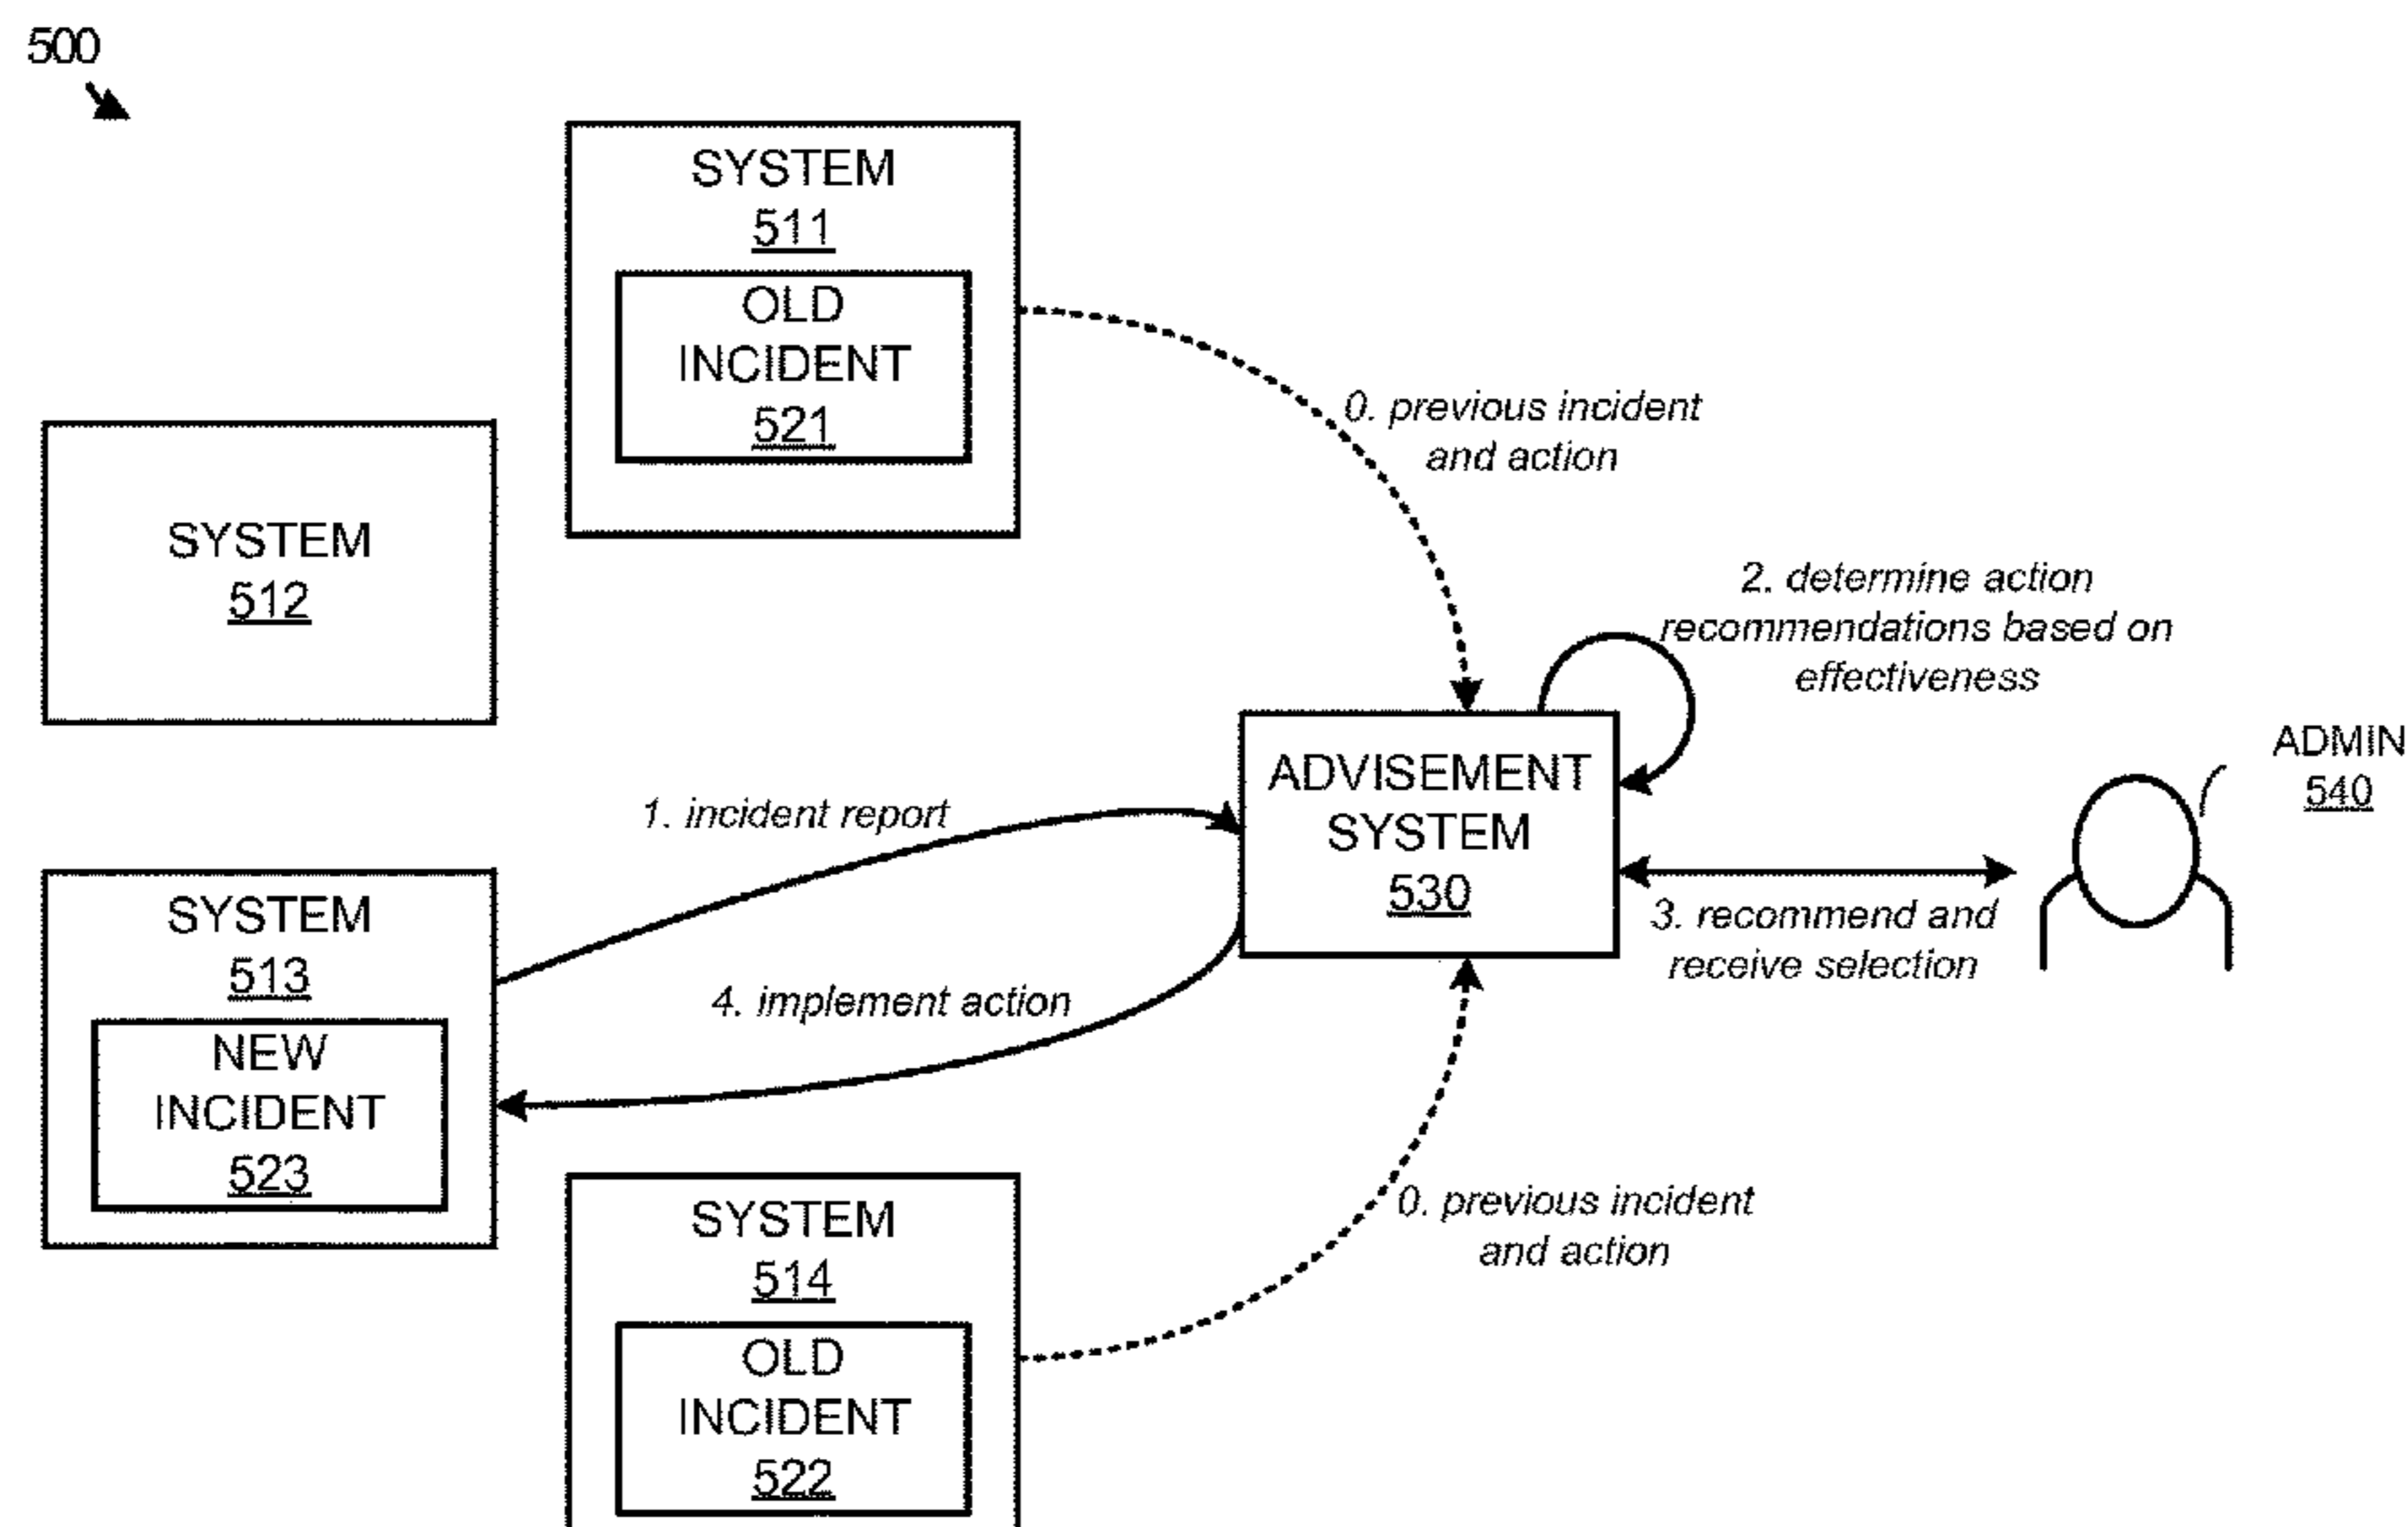 500
SYSTEM
511
OLD
INCIDENT
521
0. previous incident
and action
SYSTEM
512
2. determine action
recommendations based on
effectiveness
ADVISEMENT
SYSTEM
530
ADMIN
540
1. incident report
3. recommend and
receive selection
SYSTEM
513
NEW
INCIDENT
523
4. implement action
SYSTEM
514
OLD
INCIDENT
522
0. previous incident
and action